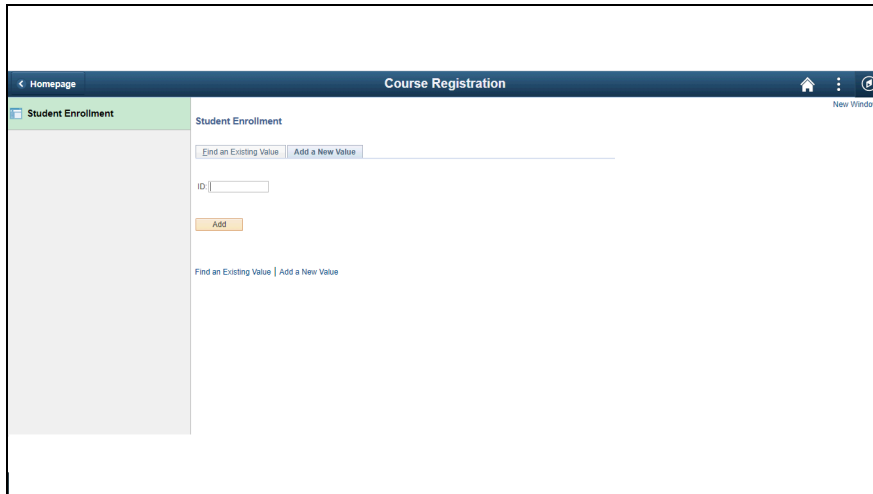 Homepage
Course Registration
New Windo
Student Enrollment
Student Enrollment
Find an Existing Value
Add a New Value
ID:
Add
Find an Existing Value | Add a New Value